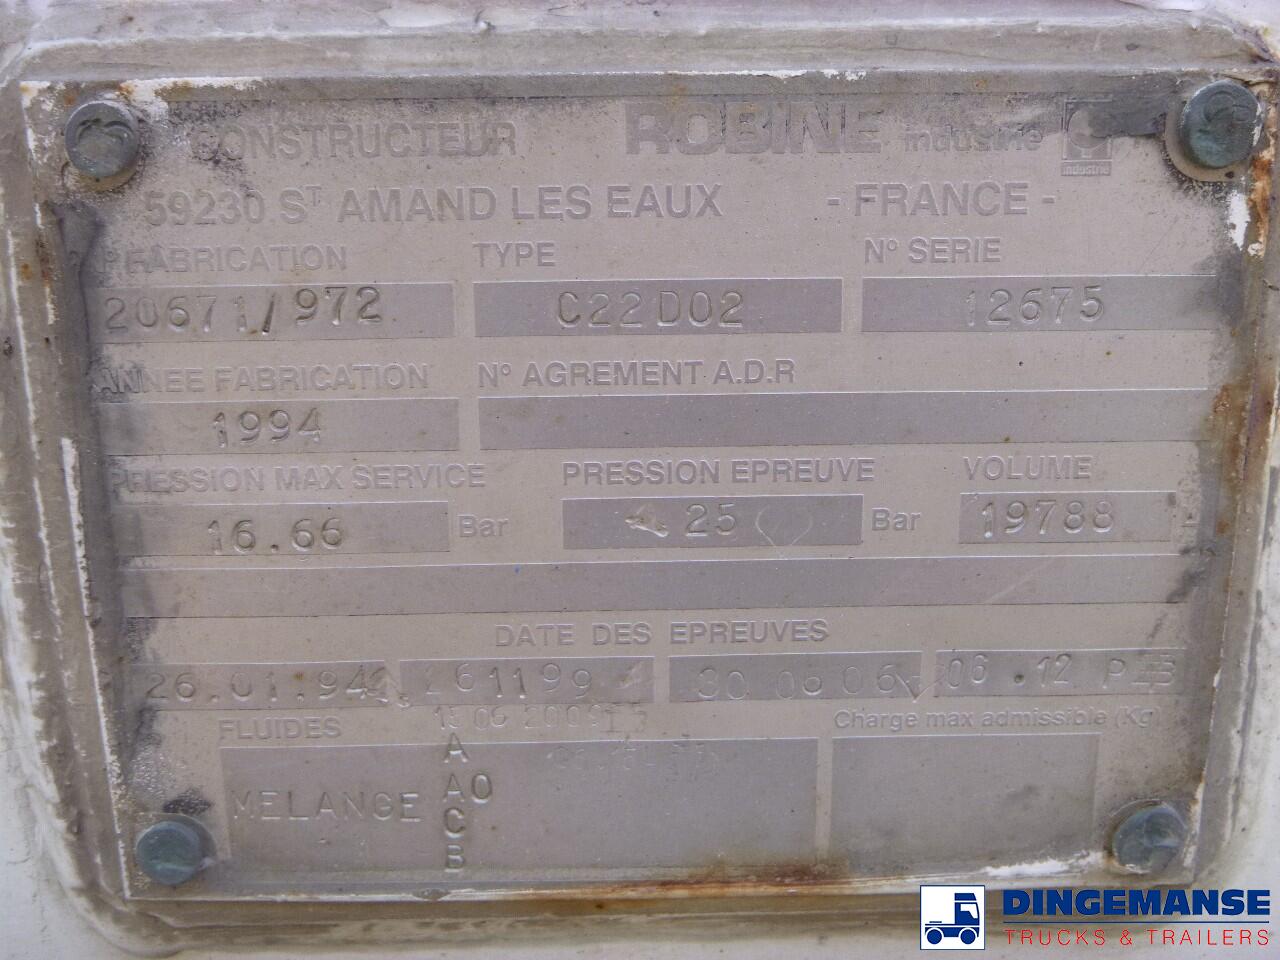 CONSTRUCTEUR ROBINE industrie industrie
59230 ST AMAND LES EAUX - FRANCE -
N° FABRICATION TYPE N° SERIE
20671/972 C22D02 12675
ANNEE FABRICATION N° AGREMENT A.D.R
1994
PRESSION MAX SERVICE PRESSION EPREUVE VOLUME
16.66 Bar 25 Bar 19788 L
DATE DES EPREUVES
26.01.94 261199 30 06 06 06.12 P
FLUIDES Charge max admissible (Kg)
A
MELANGE AO
C
B
DINGEMANSE
TRUCKS & TRAILERS